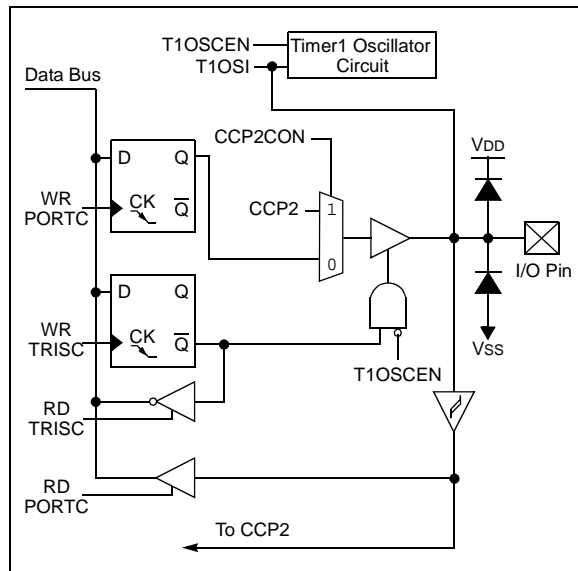 T1OSCEN
T1OSI
Timer1 Oscillator
Circuit
Data Bus
D Q
CK Q
WR
PORTC
CCP2CON
CCP2
1
0
VDD
I/O Pin
VSS
D Q
CK Q
WR
TRISC
T1OSCEN
RD
TRISC
RD
PORTC
To CCP2